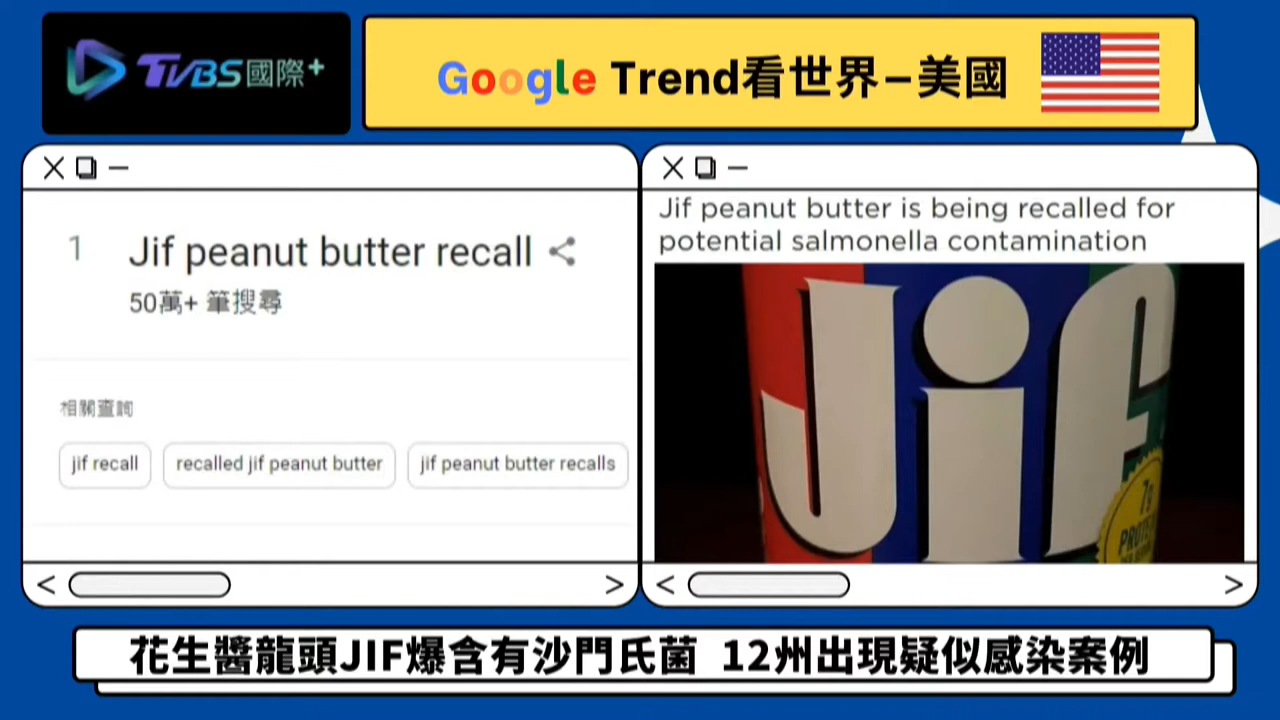 TVBS國際+
Google Trend看世界–美國
1
Jif peanut butter recall
50萬+ 筆搜尋
相關查詢
jif recall
recalled jif peanut butter
jif peanut butter recalls
Jif peanut butter is being recalled for
potential salmonella contamination
Jif
7g
花生醬龍頭JIF爆含有沙門氏菌 12州出現疑似感染案例